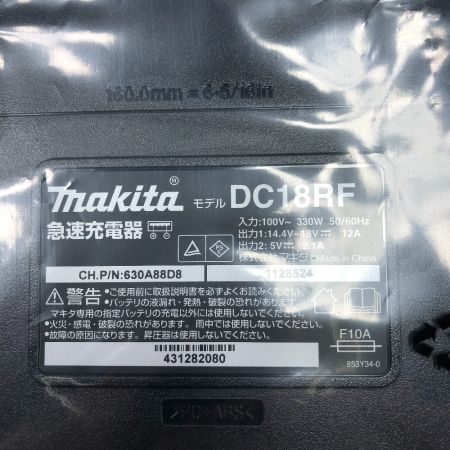 160.0mm = 6-5/16in
makita® モデル DC18RF
急速充電器
入力:100V~ 330W 50/60Hz
出力1:14.4V⎓18V⎓ 12A
出力2: 5V⎓ 2.1A
株式会社マキタ Made in China
PS
CH.P/N:630A88D8 1128524
⚠警告 •ご使用前に取扱説明書を必ずよくお読みください。
•バッテリの液漏れ・発熱・破裂の恐れがありますので
マキタ専用の指定バッテリの充電以外には使用しないでください。
•火災・感電・破裂の恐れがあります。雨中では使用しないでください。
•故障の原因になります。昇圧器は使用しないでください。
F10A
431282080
853Y34-0
>PC+ABS<